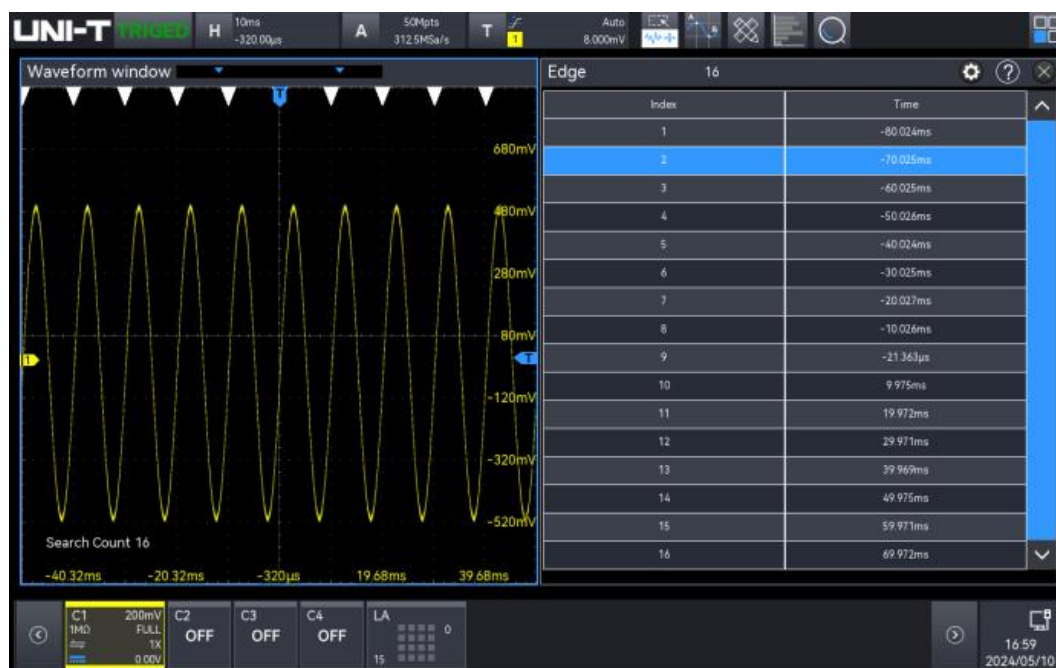 UNI-T TRIGED H 10ms -320.00μs A 50Mpts 312.5MSa/s T 1 Auto 8.000mV
Waveform window
T
680mV
480mV
280mV
80mV
1
T
-120mV
-320mV
-520mV
Search Count 16
-40.32ms -20.32ms -320μs 19.68ms 39.68ms
Edge 16
Index Time
1 -80.024ms
2 -70.025ms
3 -60.025ms
4 -50.026ms
5 -40.024ms
6 -30.025ms
7 -20.027ms
8 -10.026ms
9 -21.363μs
10 9.975ms
11 19.972ms
12 29.971ms
13 39.969ms
14 49.975ms
15 59.971ms
16 69.972ms
C1 200mV
1MΩ FULL
1X
0.00V
C2
OFF
C3
OFF
C4
OFF
LA
0
15
16:59
2024/05/10